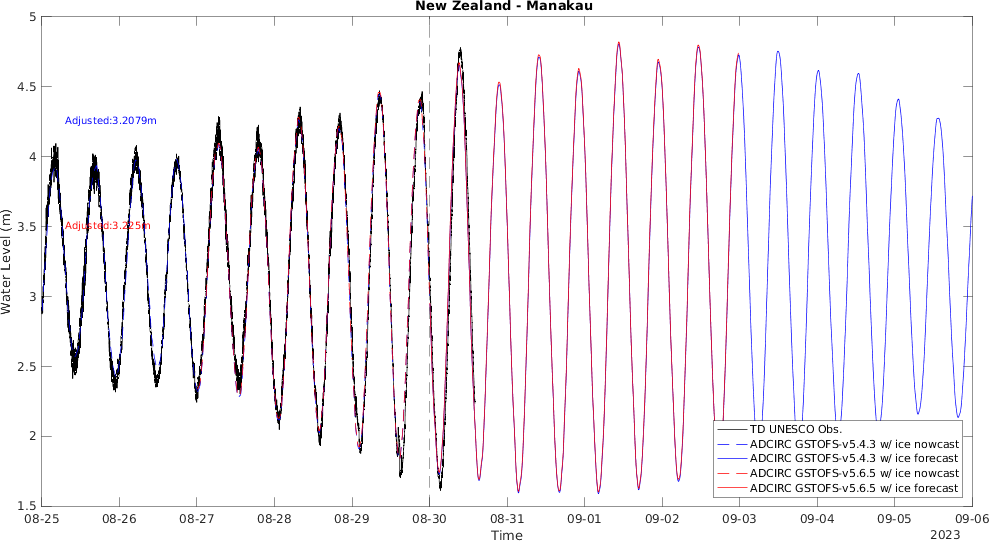 New Zealand - Manakau
5
4.5
4
3.5
3
2.5
2
1.5
Water Level (m)
Adjusted:3.2079m
Adjusted:3.225m
TD UNESCO Obs.
ADCIRC GSTOFS-v5.4.3 w/ ice nowcast
ADCIRC GSTOFS-v5.4.3 w/ ice forecast
ADCIRC GSTOFS-v5.6.5 w/ ice nowcast
ADCIRC GSTOFS-v5.6.5 w/ ice forecast
08-25 08-26 08-27 08-28 08-29 08-30 08-31 09-01 09-02 09-03 09-04 09-05 09-06
Time
2023